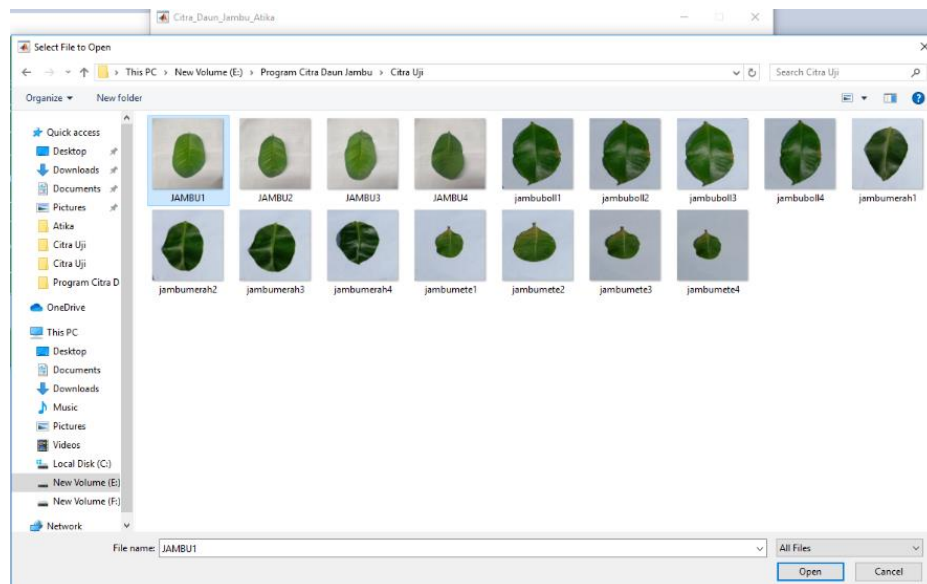 Citra_Daun_Jambu_Atika
Select File to Open
This PC > New Volume (E:) > Program Citra Daun Jambu > Citra Uji
Search Citra Uji
Organize
New folder
Quick access
Desktop
Downloads
Documents
Pictures
Atika
Citra Uji
Citra Uji
Program Citra D
OneDrive
This PC
Desktop
Documents
Downloads
Music
Pictures
Videos
Local Disk (C:)
New Volume (E:)
New Volume (F:)
Network
JAMBU1 JAMBU2 JAMBU3 JAMBU4 jambuboll1 jambuboll2 jambuboll3 jambuboll4 jambumerah1
jambumerah2 jambumerah3 jambumerah4 jambumete1 jambumete2 jambumete3 jambumete4
File name: JAMBU1
All Files
Open Cancel